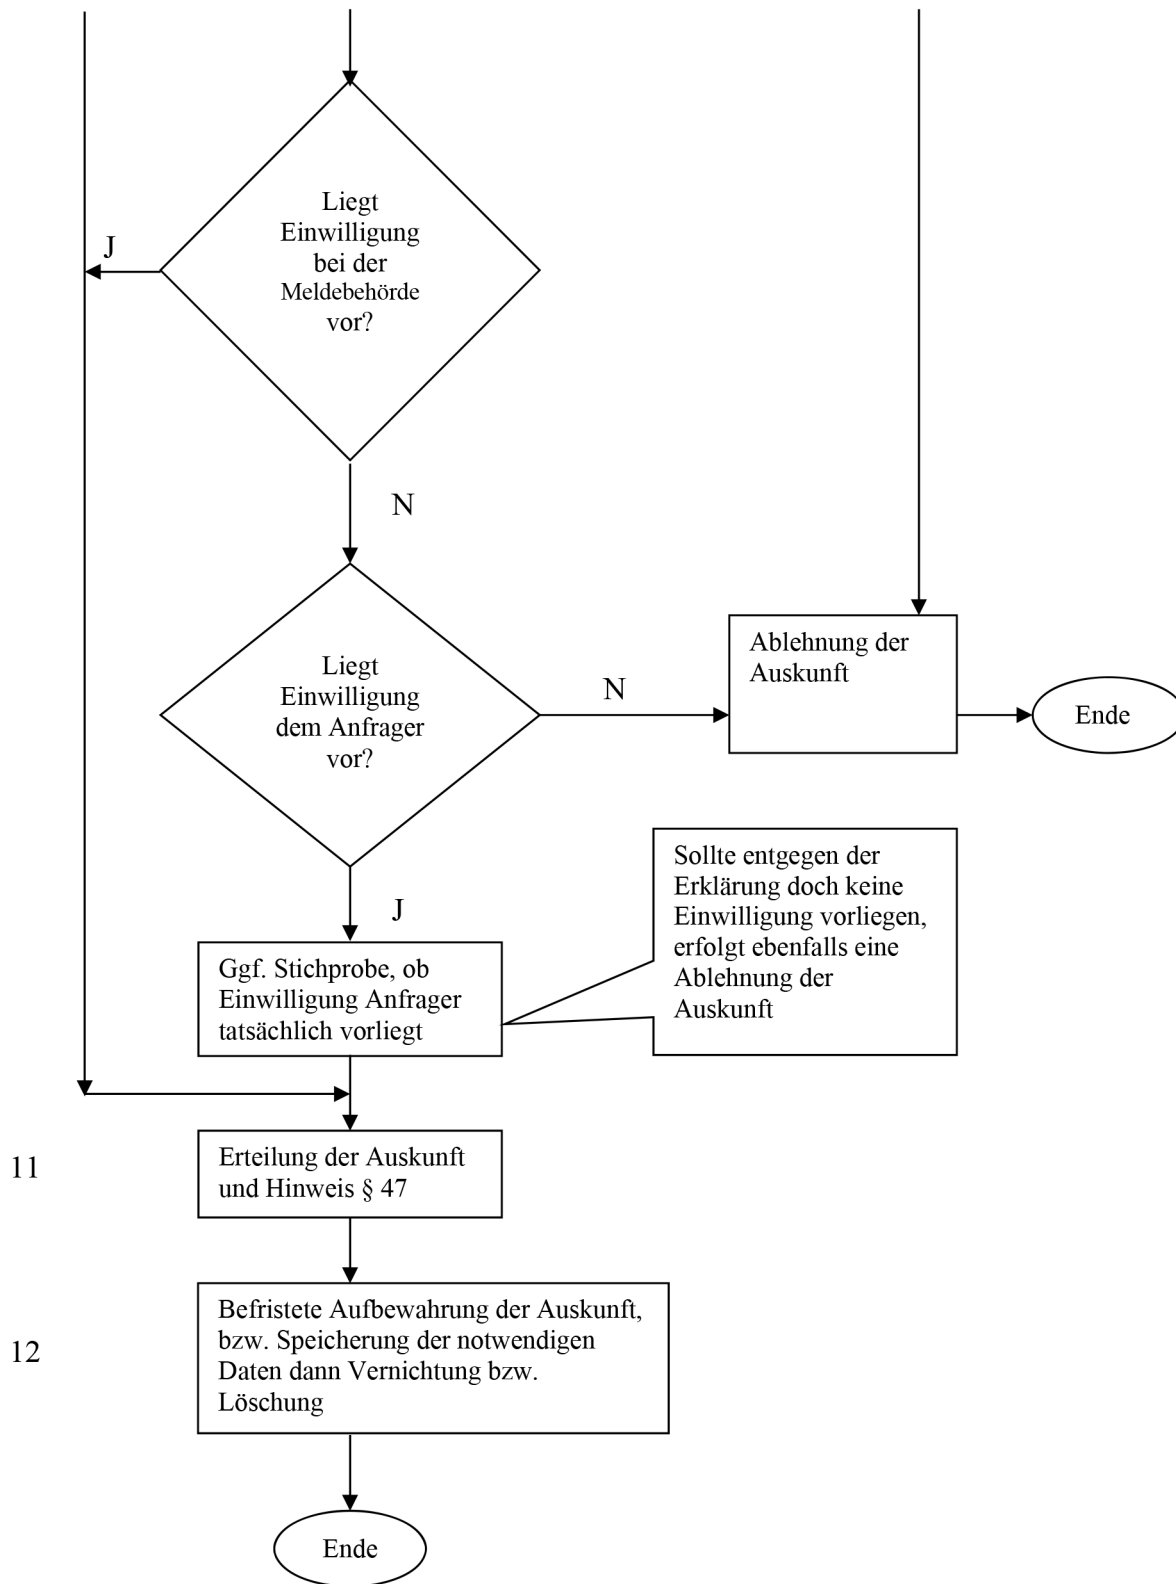 Liegt
Einwilligung
bei der
Meldebehörde
vor?
J
N
Liegt
Einwilligung
dem Anfrager
vor?
N
Ablehnung der
Auskunft
Ende
J
Sollte entgegen der
Erklärung doch keine
Einwilligung vorliegen,
erfolgt ebenfalls eine
Ablehnung der
Auskunft
Ggf. Stichprobe, ob
Einwilligung Anfrager
tatsächlich vorliegt
11
Erteilung der Auskunft
und Hinweis § 47
12
Befristete Aufbewahrung der Auskunft,
bzw. Speicherung der notwendigen
Daten dann Vernichtung bzw.
Löschung
Ende